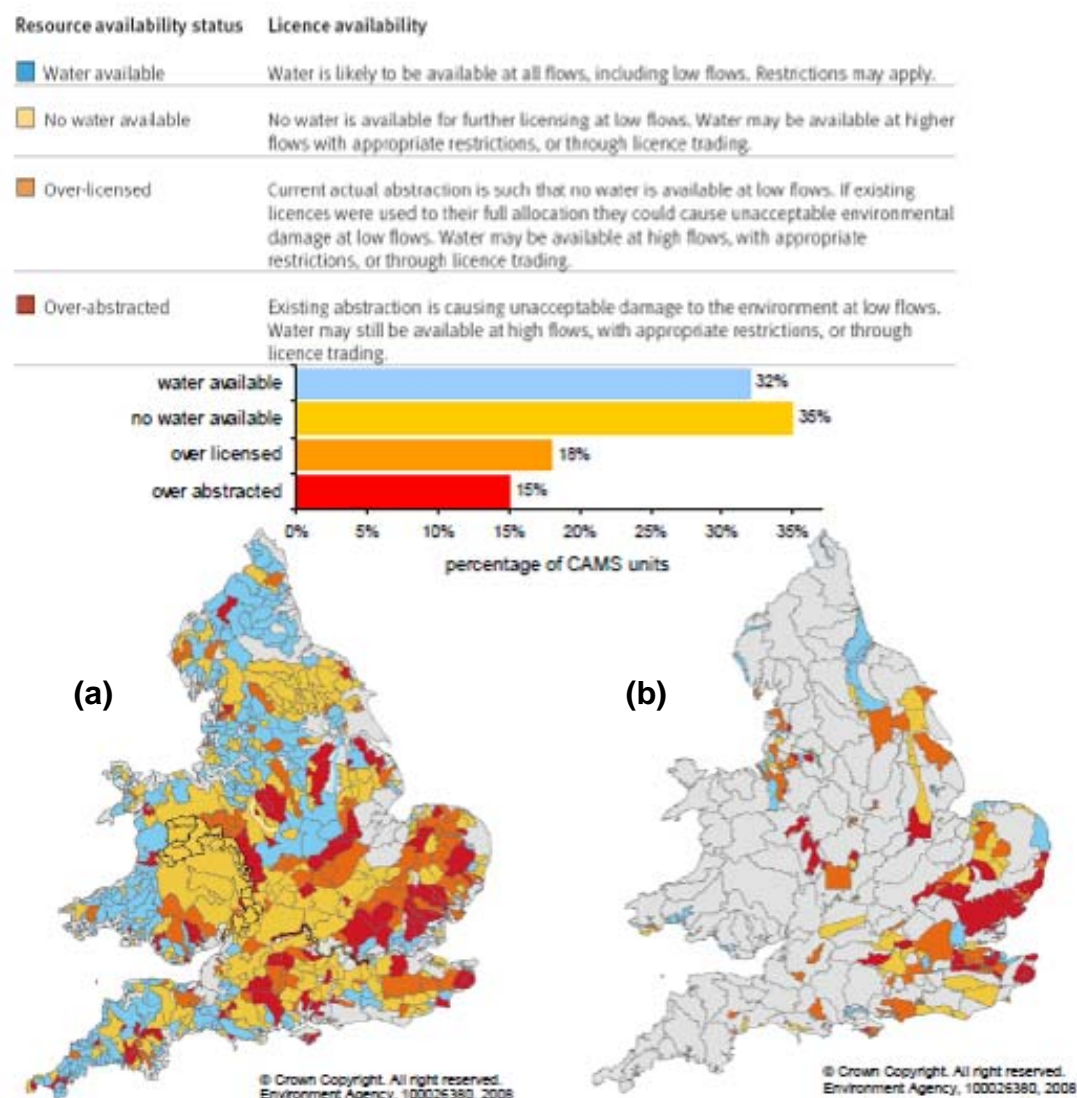 Resource availability status Licence availability
Water available Water is likely to be available at all flows, including low flows. Restrictions may apply.
No water available No water is available for further licensing at low flows. Water may be available at higher
flows with appropriate restrictions, or through licence trading.
Over-licensed Current actual abstraction is such that no water is available at low flows. If existing
licences were used to their full allocation they could cause unacceptable environmental
damage at low flows. Water may be available at high flows, with appropriate
restrictions, or through licence trading.
Over-abstracted Existing abstraction is causing unacceptable damage to the environment at low flows.
Water may still be available at high flows, with appropriate restrictions, or through
licence trading.
water available 32%
no water available 35%
over licensed 18%
over abstracted 15%
0% 5% 10% 15% 20% 25% 30% 35%
percentage of CAMS units
(a) (b)
© Crown Copyright. All right reserved.
Environment Agency, 100026380, 2008
© Crown Copyright. All right reserved.
Environment Agency, 100026380, 2008